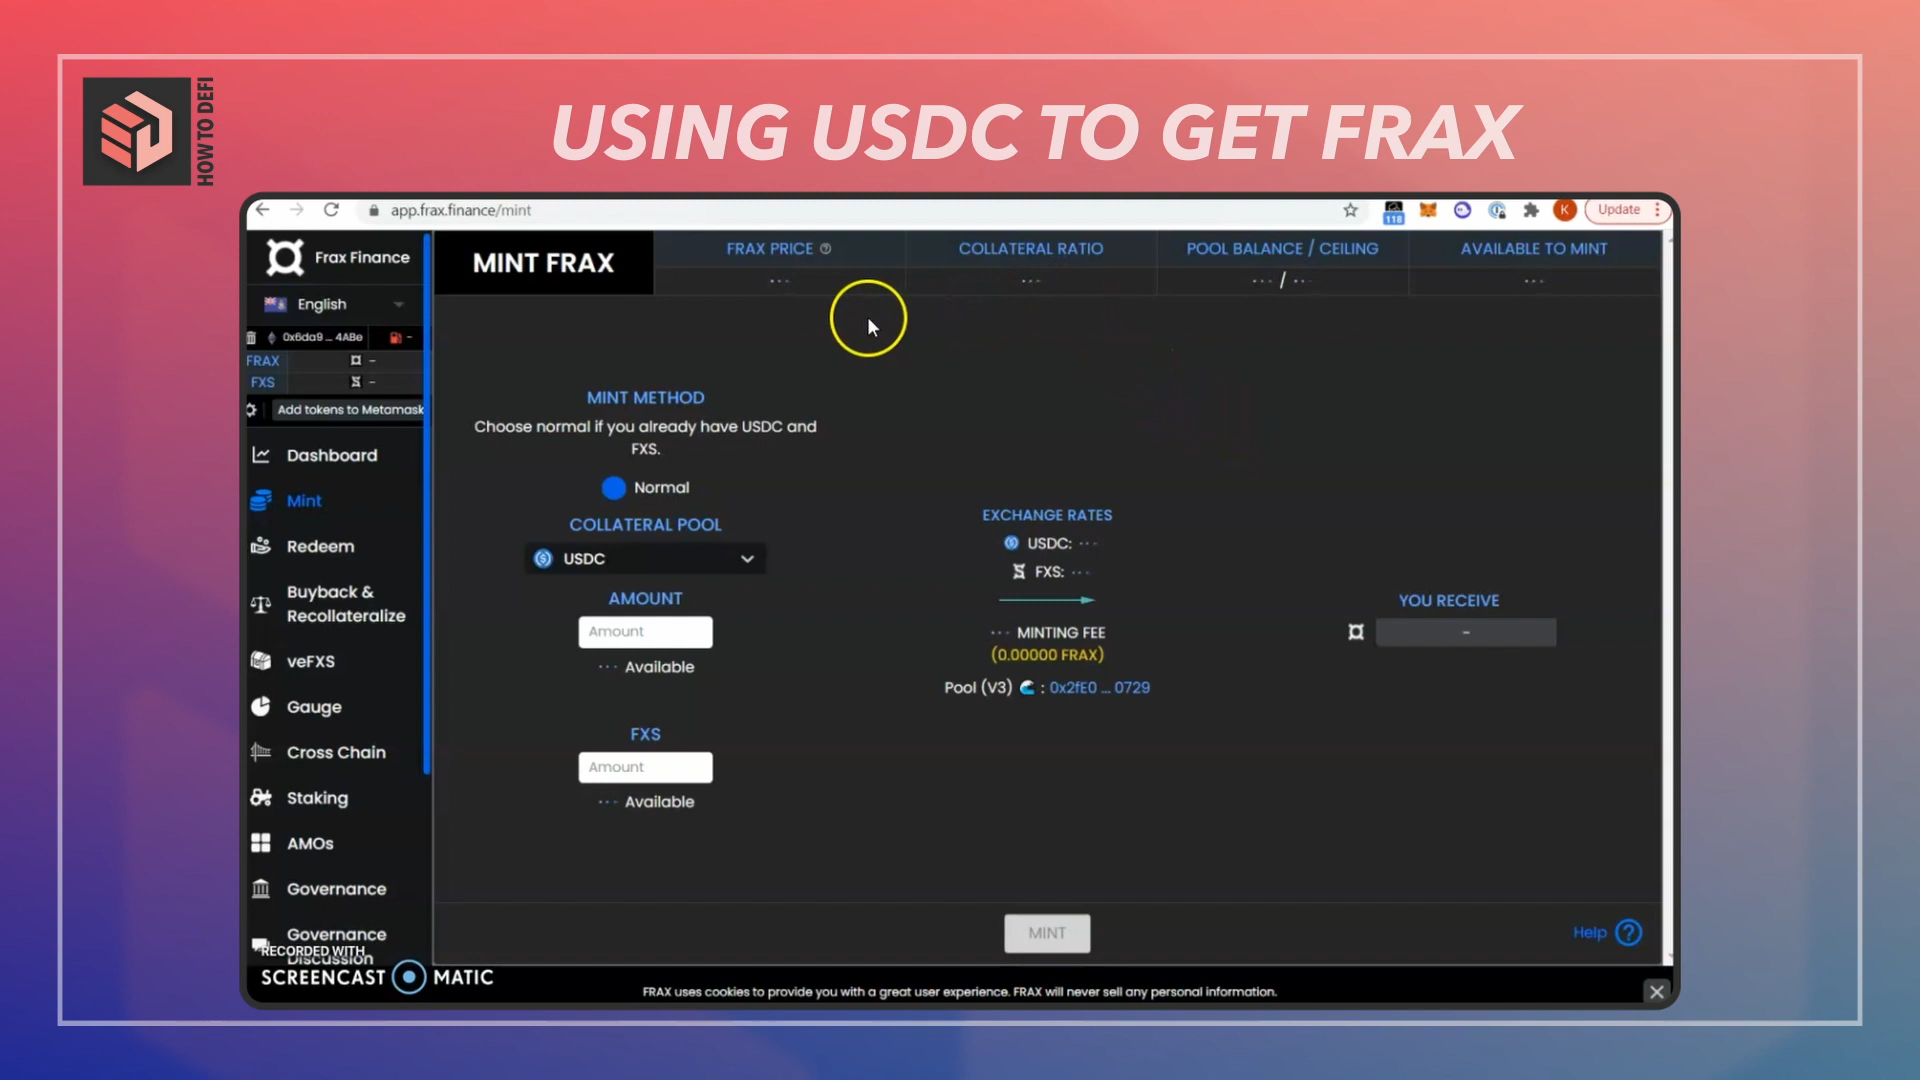 HOW TO DEFI
USING USDC TO GET FRAX
app.frax.finance/mint
118
K
Update
Frax Finance
English
0x6da9 ... 4ABe
-
FRAX
-
FXS
-
Add tokens to Metamask
Dashboard
Mint
Redeem
Buyback &
Recollateralize
veFXS
Gauge
Cross Chain
Staking
AMOs
Governance
Governance
Discussion
MINT FRAX
FRAX PRICE
COLLATERAL RATIO
POOL BALANCE / CEILING
AVAILABLE TO MINT
---
---
--- / ---
---
MINT METHOD
Choose normal if you already have USDC and
FXS.
Normal
COLLATERAL POOL
USDC
AMOUNT
Amount
--- Available
FXS
Amount
--- Available
EXCHANGE RATES
USDC: ---
FXS: ---
--- MINTING FEE
(0.00000 FRAX)
Pool (V3) : 0x2fE0 ... 0729
YOU RECEIVE
-
MINT
Help ?
RECORDED WITH
SCREENCAST MATIC
FRAX uses cookies to provide you with a great user experience. FRAX will never sell any personal information.